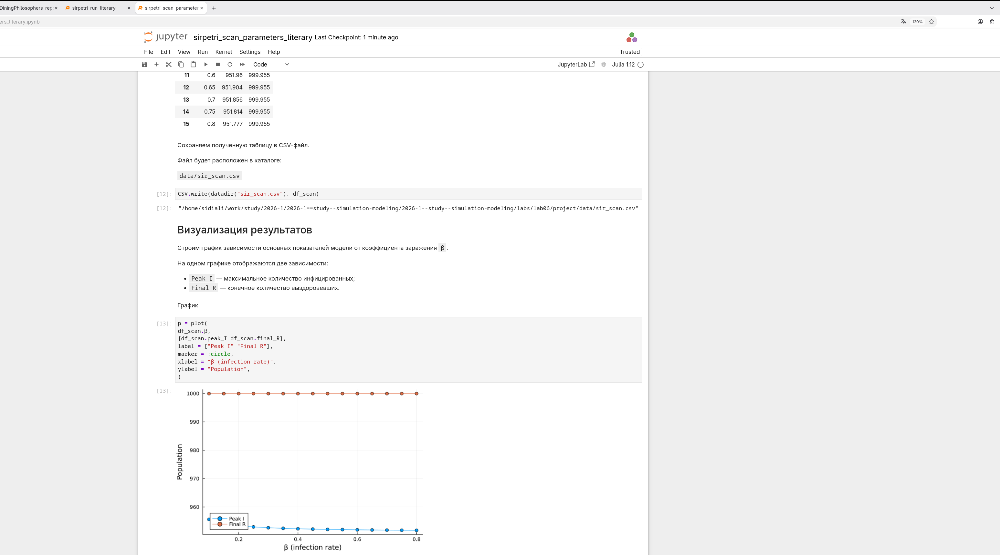 DiningPhilosophers_repo
sirpetri_run_literary
sirpetri_scan_parameter
ers_literary.ipynb
130%
jupyter sirpetri_scan_parameters_literary Last Checkpoint: 1 minute ago
File Edit View Run Kernel Settings Help Trusted
Code JupyterLab Julia 1.12
11 0.6 951.96 999.955
12 0.65 951.904 999.955
13 0.7 951.856 999.955
14 0.75 951.814 999.955
15 0.8 951.777 999.955
Сохраняем полученную таблицу в CSV-файл.
Файл будет расположен в каталоге:
data/sir_scan.csv
[12]: CSV.write(datadir("sir_scan.csv"), df_scan)
[12]: "/home/sidiali/work/study/2026-1/2026-1==study--simulation-modeling/2026-1--study--simulation-modeling/labs/lab06/project/data/sir_scan.csv"
Визуализация результатов
Строим график зависимости основных показателей модели от коэффициента заражения β.
На одном графике отображаются две зависимости:
• Peak I — максимальное количество инфицированных;
• Final R — конечное количество выздоровевших.
График
[13]: p = plot(
df_scan.β,
[df_scan.peak_I df_scan.final_R],
label = ["Peak I" "Final R"],
marker = :circle,
xlabel = "β (infection rate)",
ylabel = "Population",
)
[13]:
1000
990
980
970
960
Population
Peak I
Final R
0.2 0.4 0.6 0.8
β (infection rate)